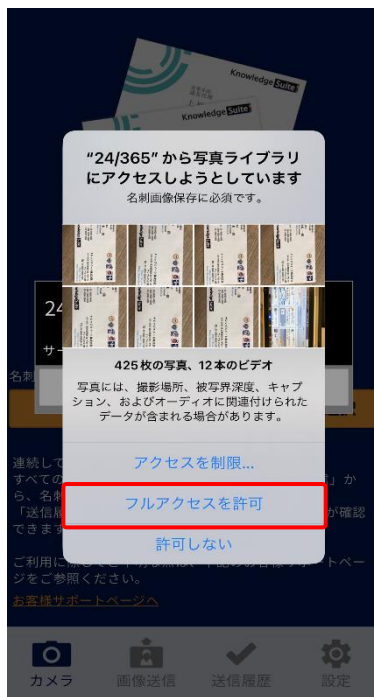 Knowledge Suite
Knowledge Suite
“24/365”から写真ライブラリ
にアクセスしようとしています
名刺画像保存に必須です。
24
サー
名刺
425枚の写真、12本のビデオ
写真には、撮影場所、被写界深度、キャプ
ション、およびオーディオに関連付けられた
データが含まれる場合があります。
連続して
アクセスを制限...
すべての
か
ら、名刺
フルアクセスを許可
「送信履
が確認
できます
許可しない
ご利用に
トペー
ジをご参照ください。
お客様サポートページへ
カメラ
画像送信
送信履歴
設定